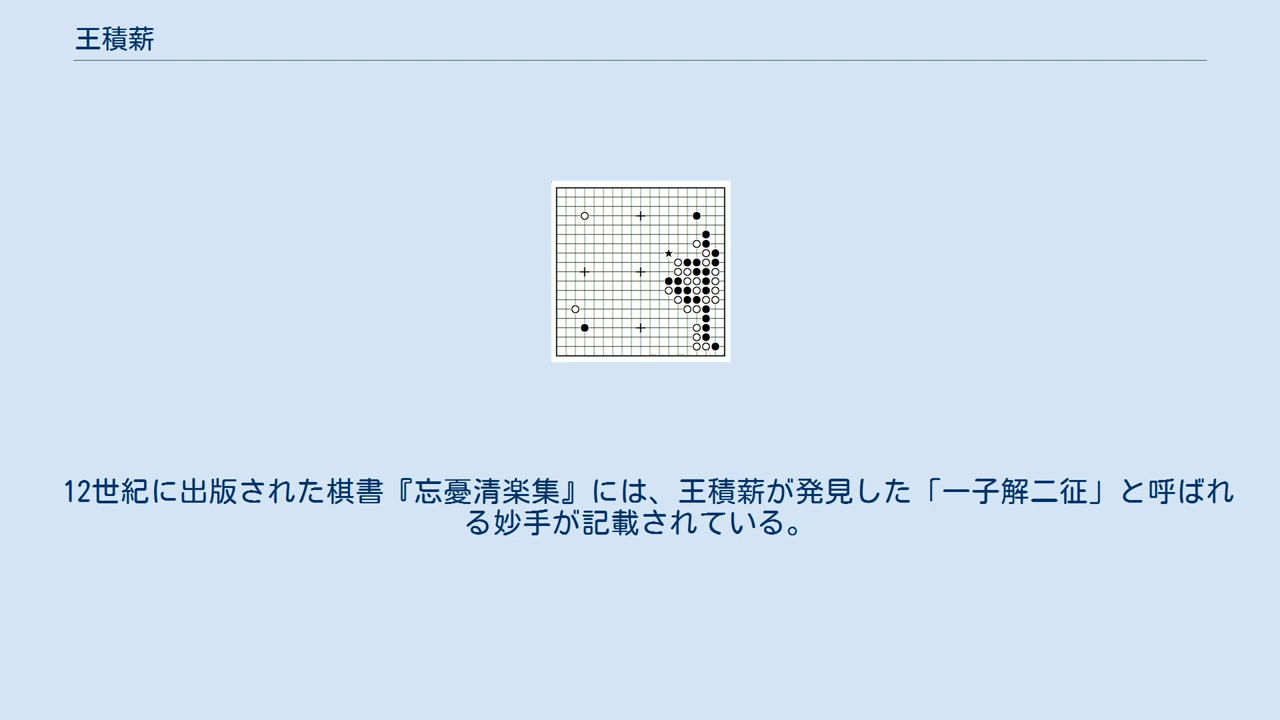 王積薪
12世紀に出版された棋書『忘憂清楽集』には、王積薪が発見した「一子解二征」と呼ばれ
る妙手が記載されている。